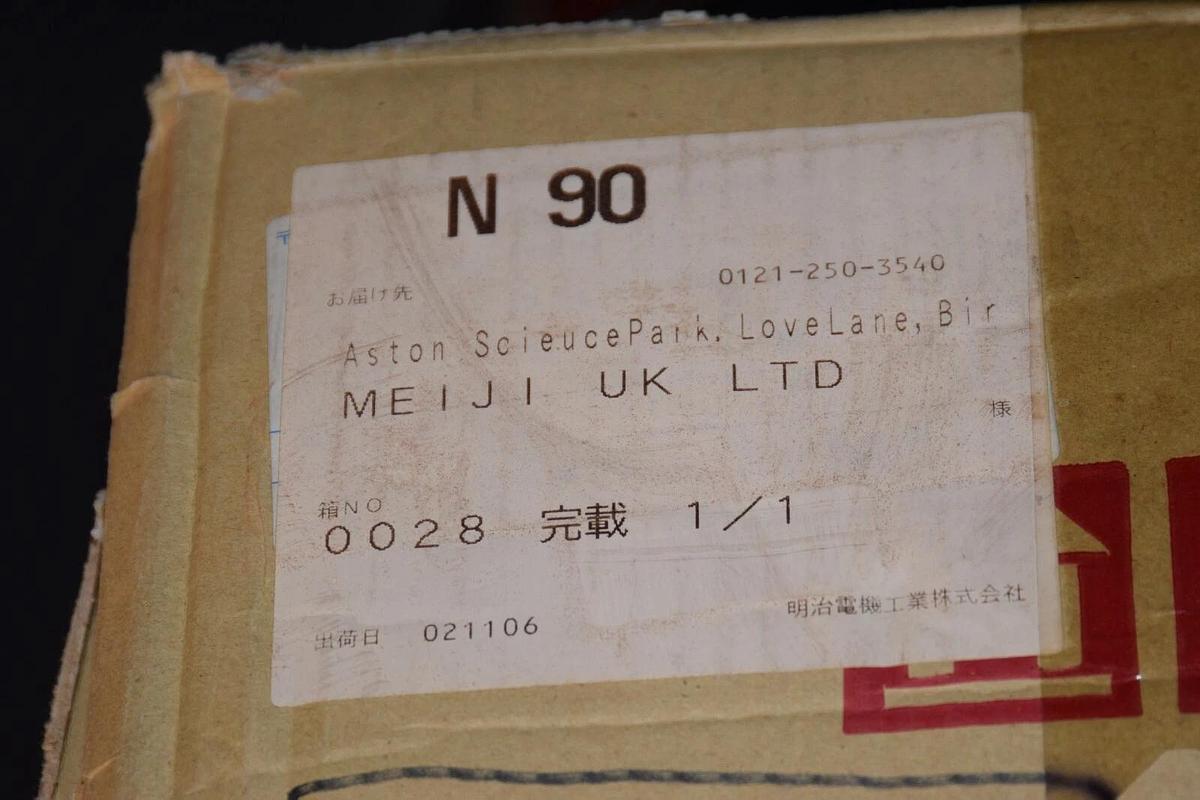 N 90
お届け先
0121-250-3540
Aston ScieucePark, LoveLane, Bir
MEIJI UK LTD
様
箱NO
0028 完載 1/1
出荷日 021106
明治電機工業株式会社